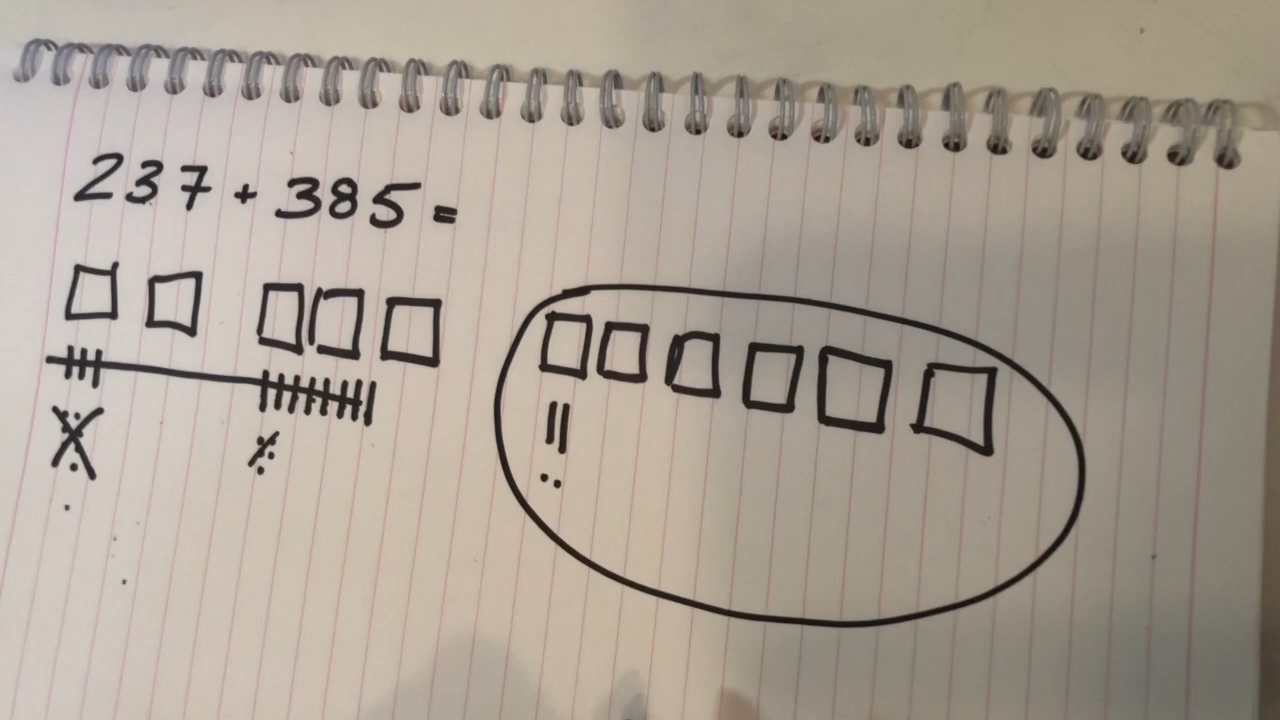 237 + 385 =